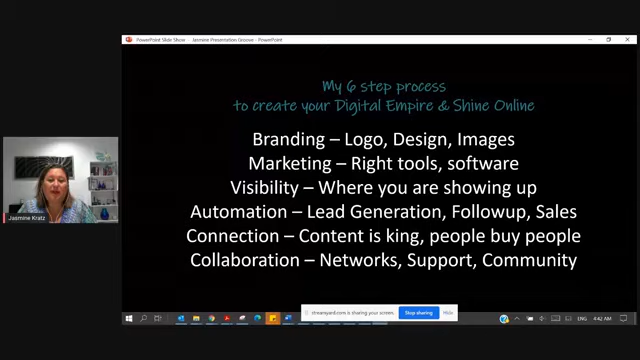 PowerPoint Slide Show - Jasmine Presentation Groove - PowerPoint
My 6 step process
to create your Digital Empire & Shine Online
Branding – Logo, Design, Images
Marketing – Right tools, software
Visibility – Where you are showing up
Automation – Lead Generation, Followup, Sales
Connection – Content is king, people buy people
Collaboration – Networks, Support, Community
Jasmine Kratz
streamyard.com is sharing your screen.
Stop sharing
Hide
ENG
4:42 AM